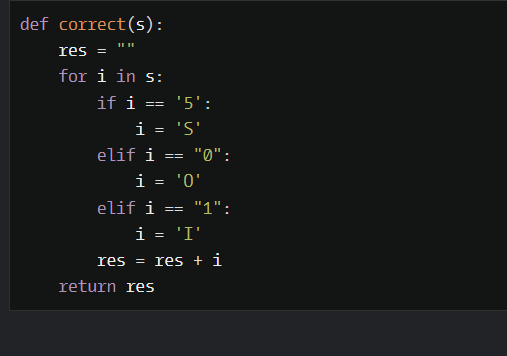 def correct(s):
    res = ""
    for i in s:
        if i == '5':
            i = 'S'
        elif i == "0":
            i = 'O'
        elif i == "1":
            i = 'I'
        res = res + i
    return res